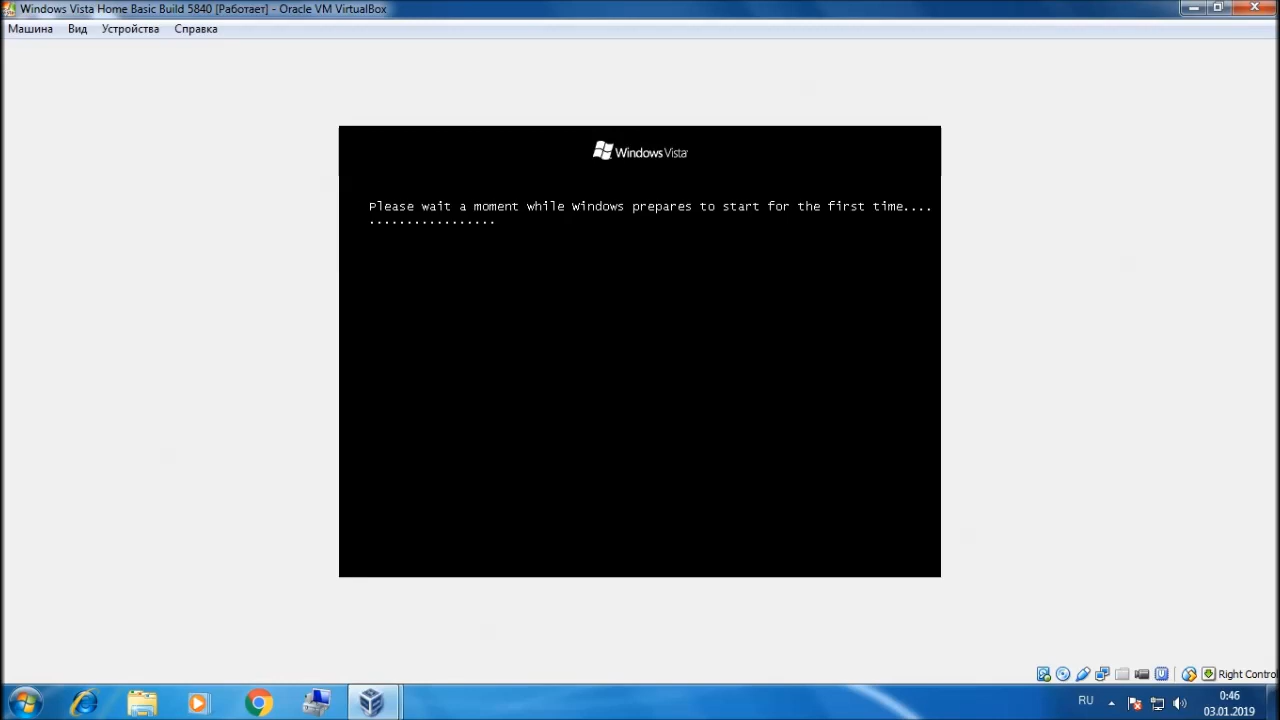 Windows Vista Home Basic Build 5840 [Работает] - Oracle VM VirtualBox
Машина Вид Устройства Справка
Windows Vista
Please wait a moment while Windows prepares to start for the first time....
.................
Right Contro
RU
0:46
03.01.2019